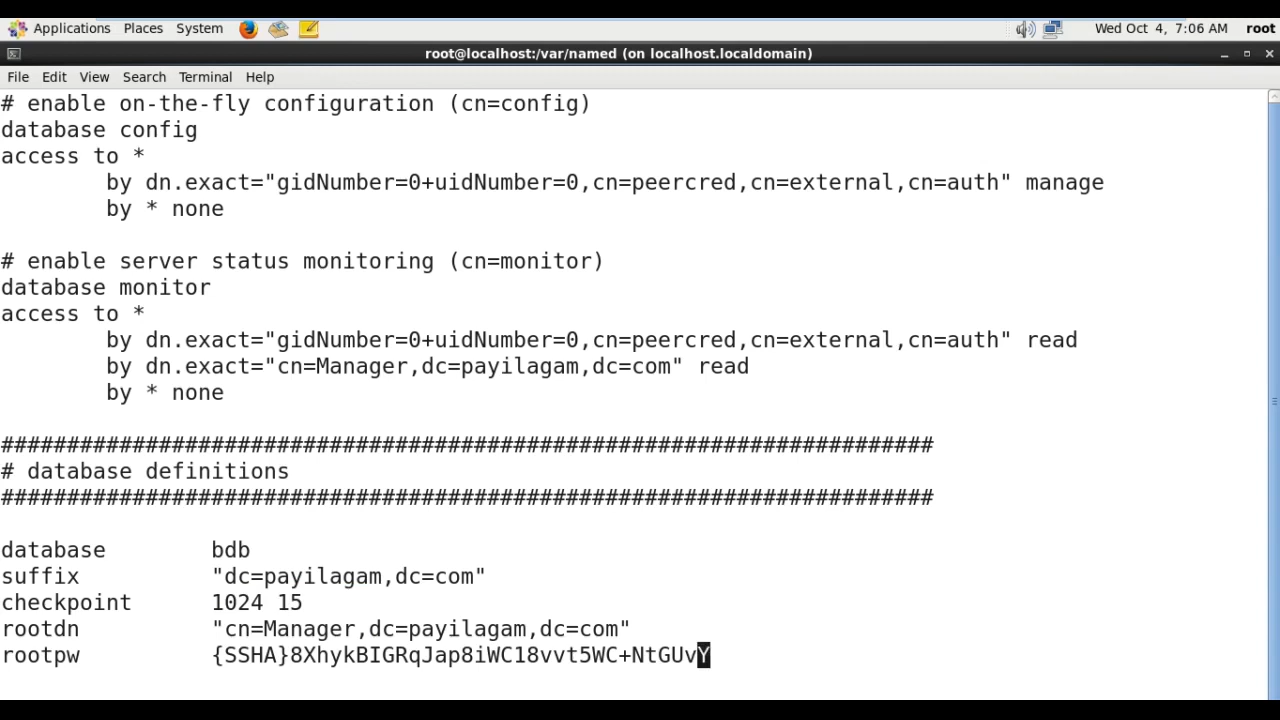 Applications Places System Wed Oct 4, 7:06 AM root
root@localhost:/var/named (on localhost.localdomain)
File Edit View Search Terminal Help
# enable on-the-fly configuration (cn=config)
database config
access to *
        by dn.exact="gidNumber=0+uidNumber=0,cn=peercred,cn=external,cn=auth" manage
        by * none

# enable server status monitoring (cn=monitor)
database monitor
access to *
        by dn.exact="gidNumber=0+uidNumber=0,cn=peercred,cn=external,cn=auth" read
        by dn.exact="cn=Manager,dc=payilagam,dc=com" read
        by * none

#######################################################################
# database definitions
#######################################################################

database        bdb
suffix          "dc=payilagam,dc=com"
checkpoint      1024 15
rootdn          "cn=Manager,dc=payilagam,dc=com"
rootpw          {SSHA}8XhykBIGRqJap8iWC18vvt5WC+NtGUvY